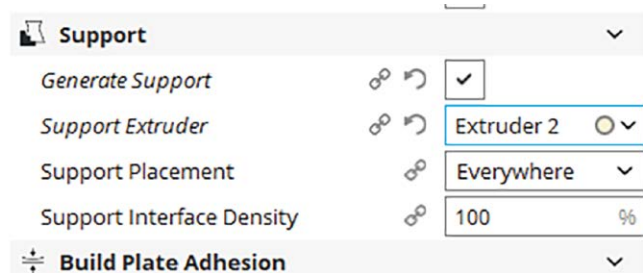 Support
Generate Support
Extruder 2
Support Extruder
Support Placement Everywhere
Support Interface Density 100 %
Build Plate Adhesion